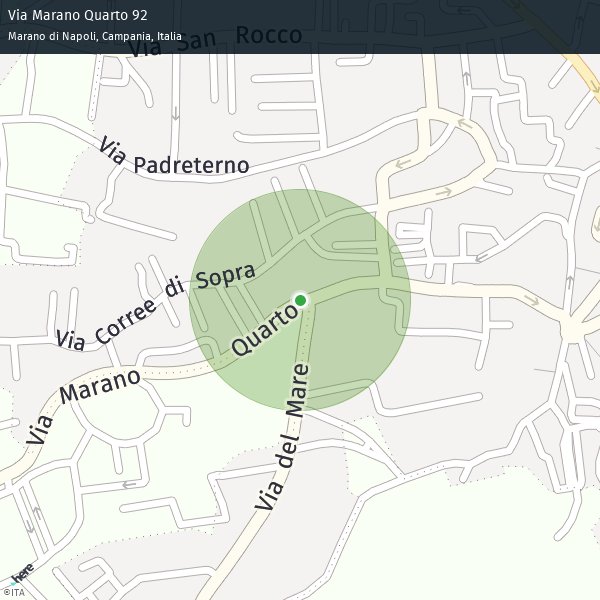 Via Marano Quarto 92
Marano di Napoli, Campania, Italia
Via San Rocco
Via Padreterno
Via Corree di Sopra
Via Marano Quarto
Via del Mare
here
©ITA